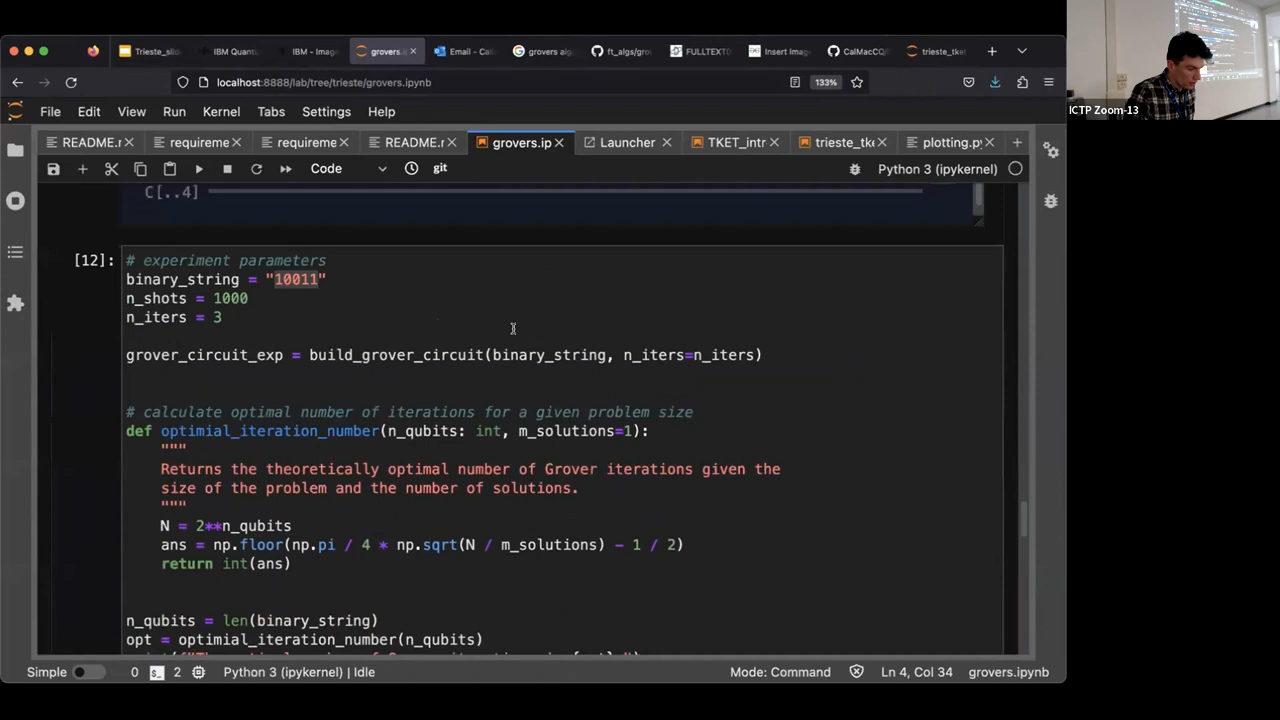 Trieste_slid
IBM Quantu
IBM - Image
grovers.i
Email - Cal
grovers alg
ft_algs/gro
FULLTEXT0
Insert Imag
CalMacCQ/
trieste_tket
localhost:8888/lab/tree/trieste/grovers.ipynb
133%
File Edit View Run Kernel Tabs Settings Help
README.r
requireme
requireme
README.r
grovers.ip
Launcher
TKET_intr
trieste_tke
plotting.py
Code
git
Python 3 (ipykernel)
C[..4]
[12]:
# experiment parameters
binary_string = "10011"
n_shots = 1000
n_iters = 3
grover_circuit_exp = build_grover_circuit(binary_string, n_iters=n_iters)
# calculate optimal number of iterations for a given problem size
def optimial_iteration_number(n_qubits: int, m_solutions=1):
"""
Returns the theoretically optimal number of Grover iterations given the
size of the problem and the number of solutions.
"""
N = 2**n_qubits
ans = np.floor(np.pi / 4 * np.sqrt(N / m_solutions) - 1 / 2)
return int(ans)
n_qubits = len(binary_string)
opt = optimial_iteration_number(n_qubits)
Simple 0 2 Python 3 (ipykernel) | Idle
Mode: Command Ln 4, Col 34 grovers.ipynb
ICTP Zoom-13